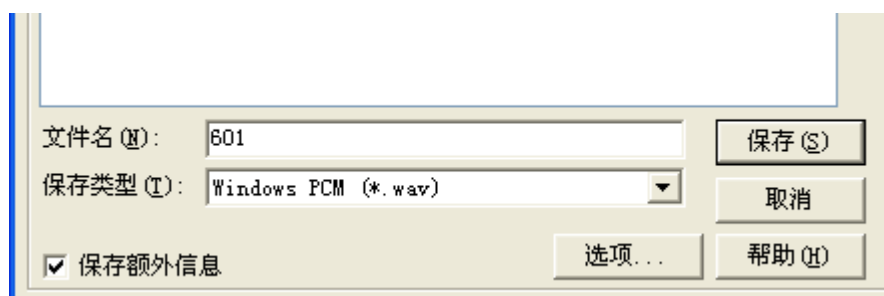 文件名(N): 601 保存(S)
保存类型(T): Windows PCM (*.wav) 取消
保存额外信息 选项... 帮助(H)